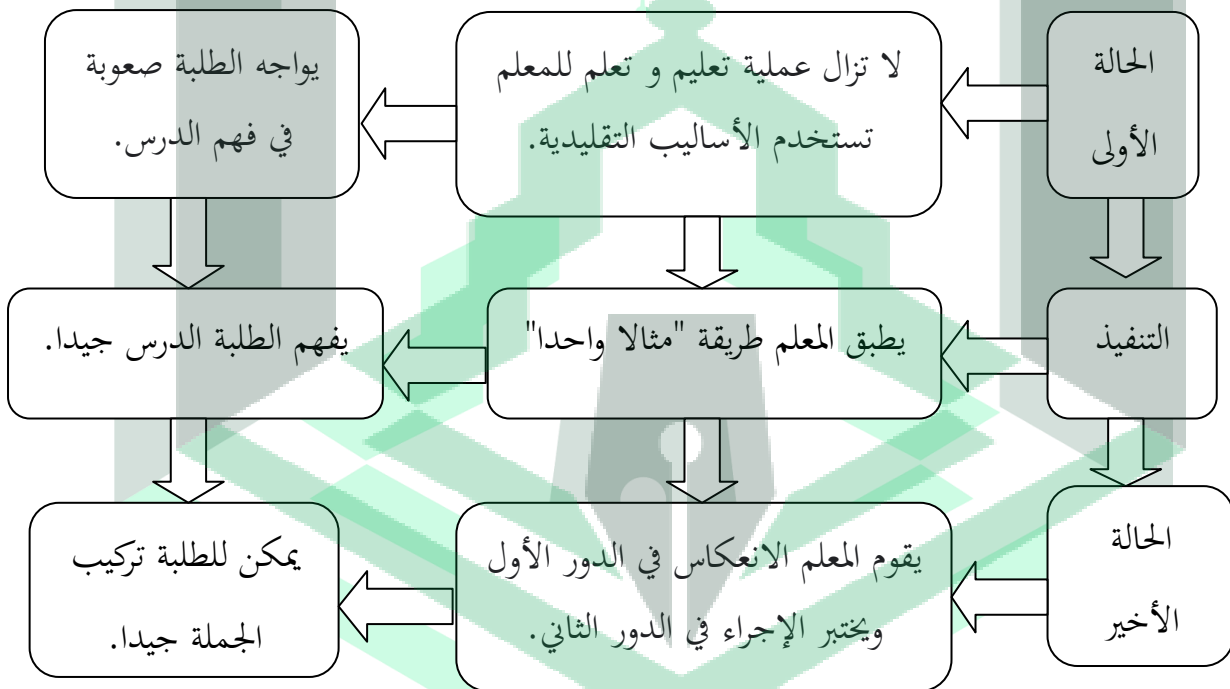 الحالة
الأولى
لا تزال عملية تعليم و تعلم للمعلم
تستخدم الأساليب التقليدية.
يواجه الطلبة صعوبة
في فهم الدرس.
التنفيذ
يطبق المعلم طريقة "مثالا واحدا"
يفهم الطلبة الدرس جيدا.
الحالة
الأخير
يقوم المعلم الانعكاس في الدور الأول
ويختبر الإجراء في الدور الثاني.
يمكن للطلبة تركيب
الجملة جيدا.